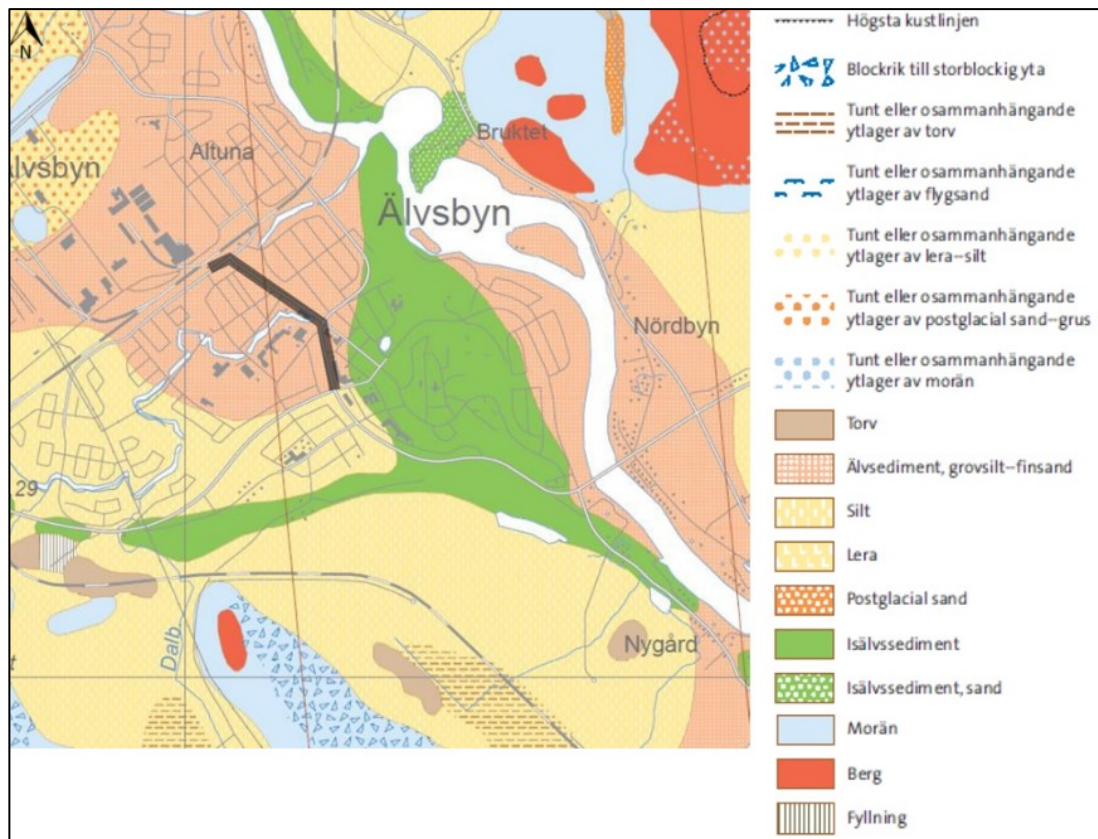 N
Altuna
Bruktet
Älvsbyn
Älvsbyn
Nördbyn
29
Dalb.
Nygård
t
Högsta kustlinjen
Blockrik till storblockig yta
Tunt eller osammanhängande
ytlager av torv
Tunt eller osammanhängande
ytlager av flygsand
Tunt eller osammanhängande
ytlager av lera–silt
Tunt eller osammanhängande
ytlager av postglacial sand–grus
Tunt eller osammanhängande
ytlager av morän
Torv
Älvsediment, grovsilt–finsand
Silt
Lera
Postglacial sand
Isälvssediment
Isälvssediment, sand
Morän
Berg
Fyllning